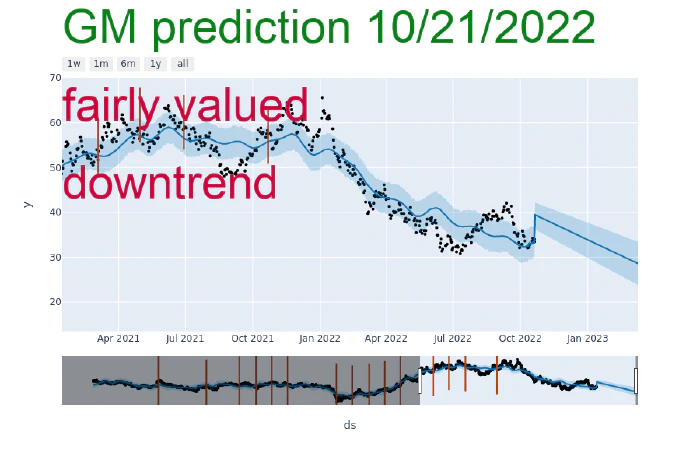 GM prediction 10/21/2022
1w 1m 6m 1y all
70
fairly valued
60
50
downtrend
40
y
30
20
Apr 2021 Jul 2021 Oct 2021 Jan 2022 Apr 2022 Jul 2022 Oct 2022 Jan 2023
ds